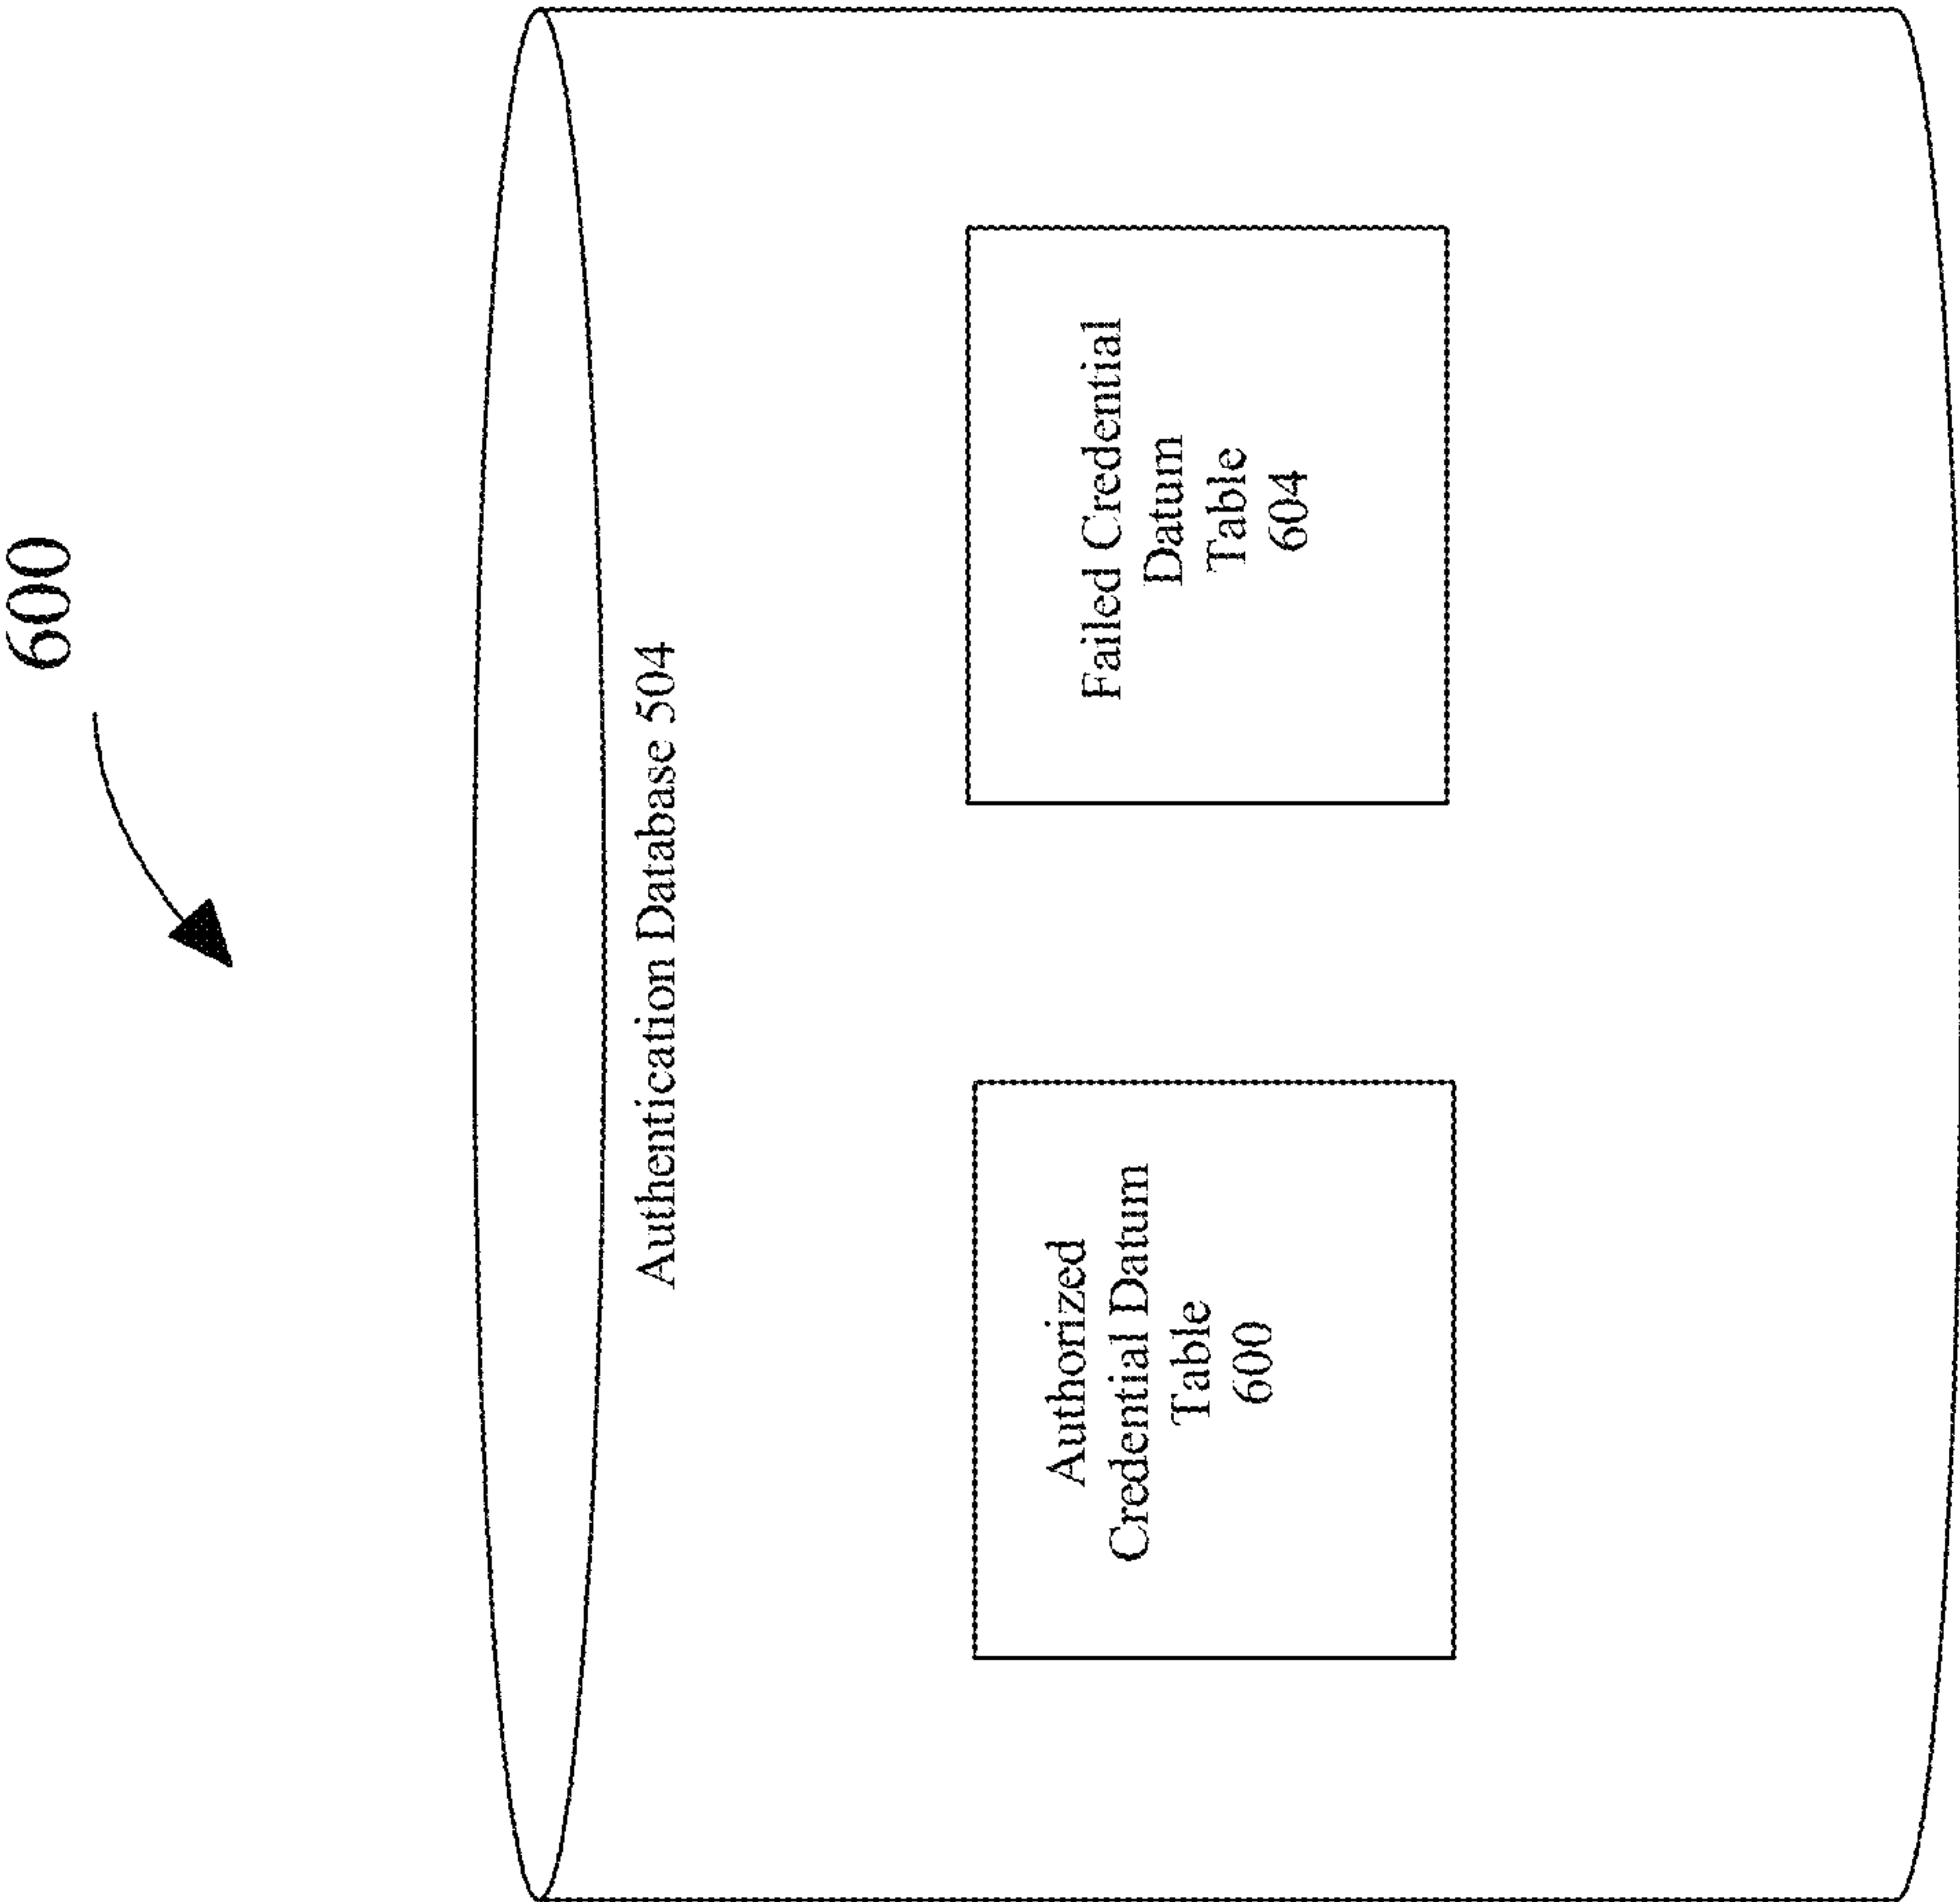 600
Authentication Database 504
Authorized
Credential Datum
Table
600
Failed Credential
Datum
Table
604